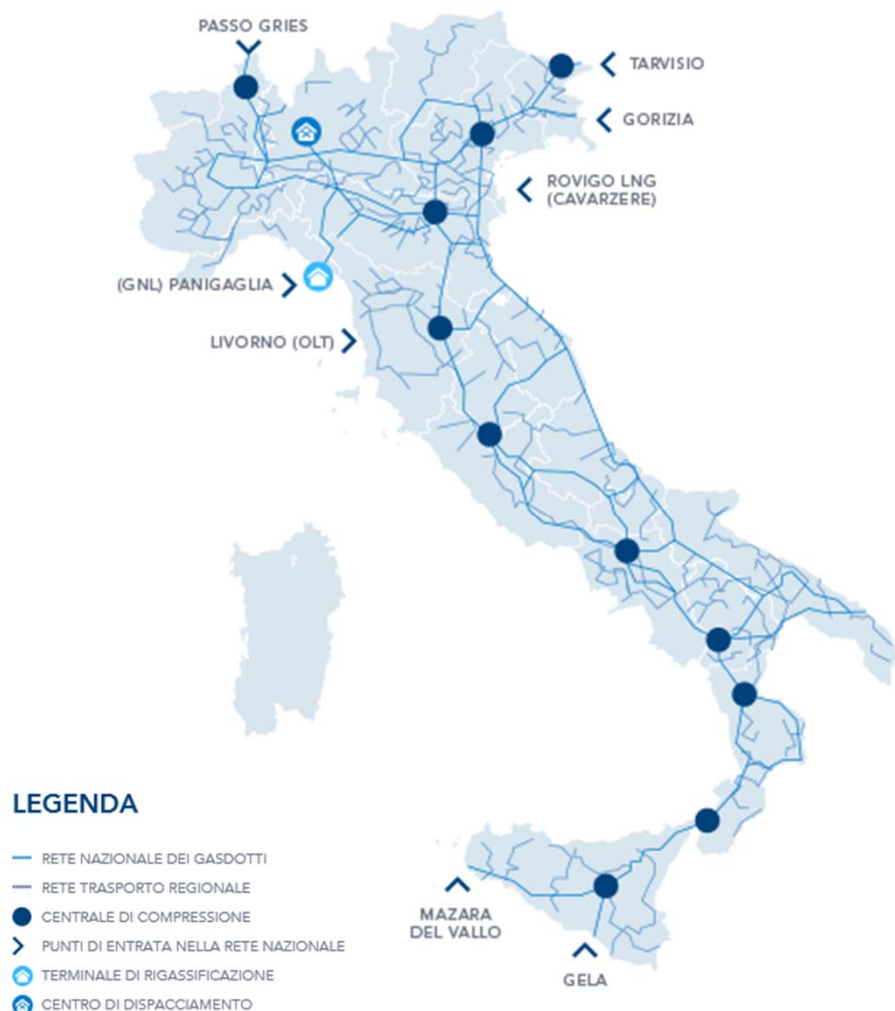 PASSO GRIES
TARVISIO
GORIZIA
ROVIGO LNG
(CAVARZERE)
(GNL) PANIGAGLIA
LIVORNO (OLT)
MAZARA
DEL VALLO
GELA
LEGENDA
RETE NAZIONALE DEI GASDOTTI
RETE TRASPORTO REGIONALE
CENTRALE DI COMPRESSIONE
PUNTI DI ENTRATA NELLA RETE NAZIONALE
TERMINALE DI RIGASSIFICAZIONE
CENTRO DI DISPACCIAMENTO